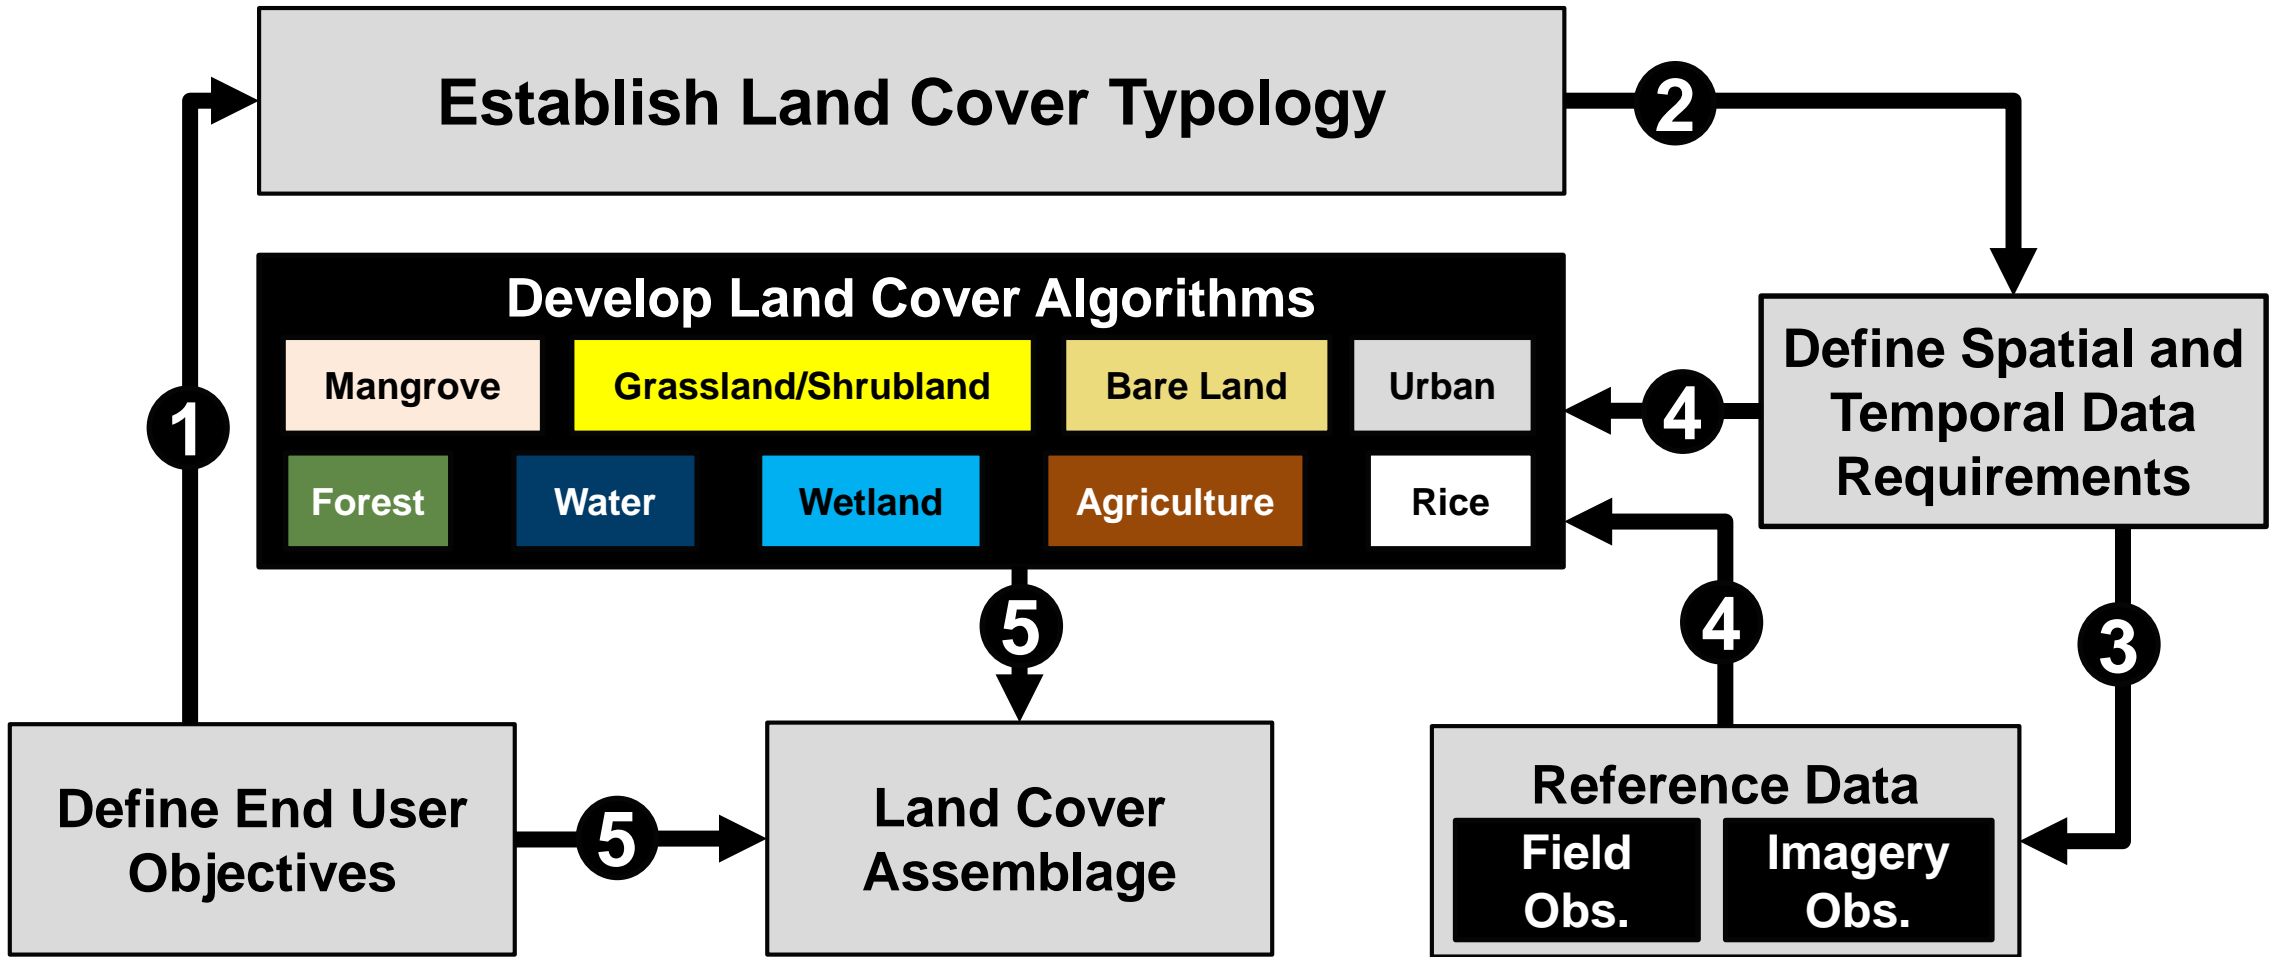 Establish Land Cover Typology
2
Develop Land Cover Algorithms
Mangrove
Grassland/Shrubland
Bare Land
Urban
Forest
Water
Wetland
Agriculture
Rice
1
4
Define Spatial and
Temporal Data
Requirements
5
4
3
Define End User
Objectives
5
Land Cover
Assemblage
Reference Data
Field
Obs.
Imagery
Obs.